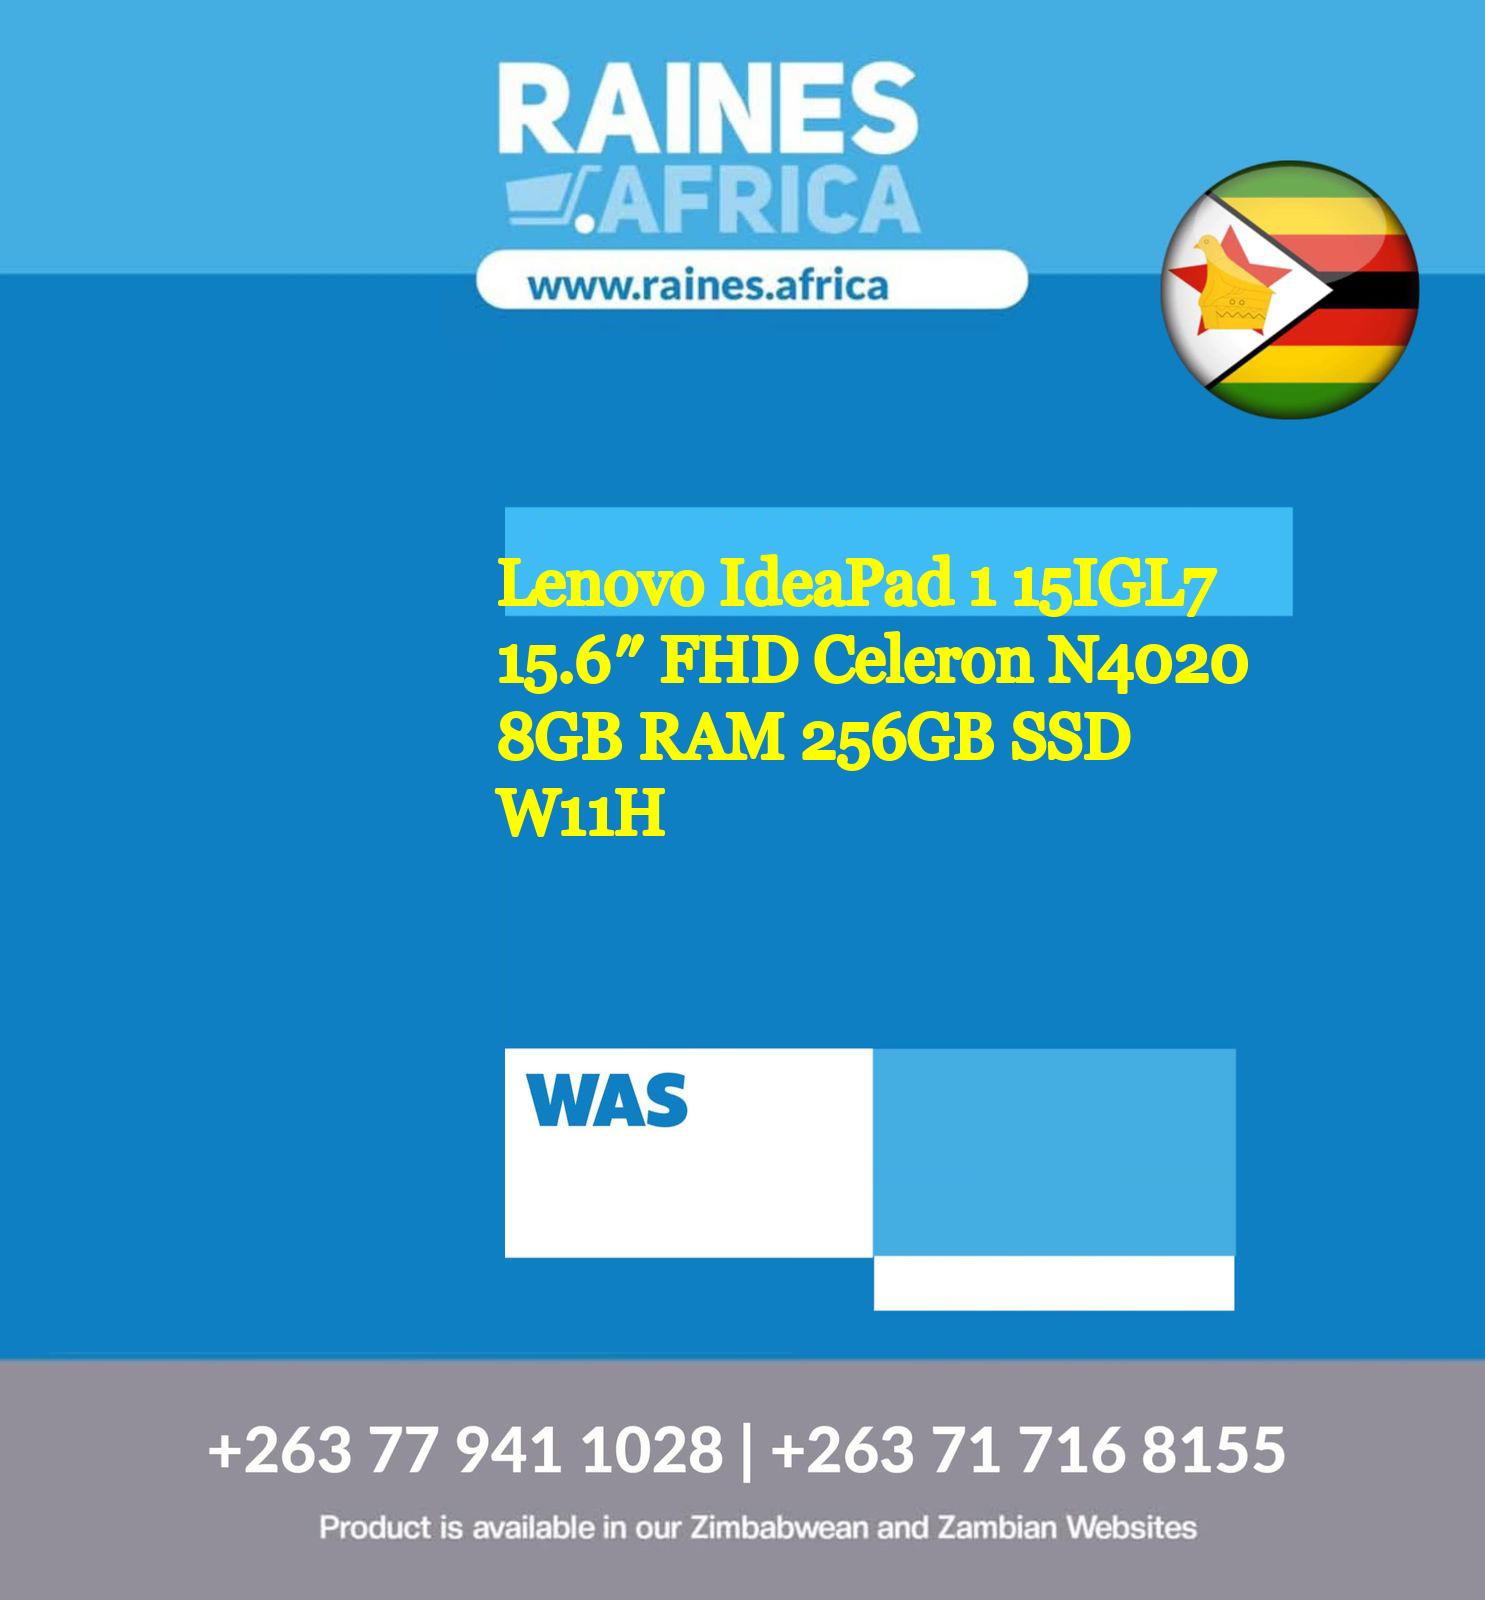 RAINES
.AFRICA
www.raines.africa
Lenovo IdeaPad 1 15IGL7
15.6″ FHD Celeron N4020
8GB RAM 256GB SSD
W11H
WAS
+263 77 941 1028 | +263 71 716 8155
Product is available in our Zimbabwean and Zambian Websites